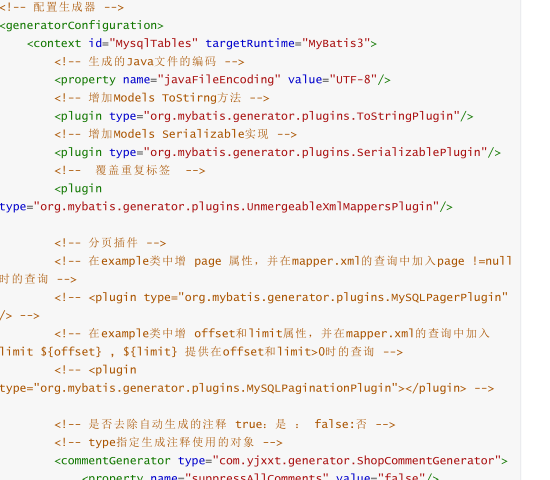 <!-- 配置生成器 -->
<generatorConfiguration>
<context id="MysqlTables" targetRuntime="MyBatis3">
<!-- 生成的Java文件的编码 -->
<property name="javaFileEncoding" value="UTF-8"/>
<!-- 增加Models ToStirng方法 -->
<plugin type="org.mybatis.generator.plugins.ToStringPlugin"/>
<!-- 增加Models Serializable实现 -->
<plugin type="org.mybatis.generator.plugins.SerializablePlugin"/>
<!-- 覆盖重复标签 -->
<plugin
type="org.mybatis.generator.plugins.UnmergeableXmlMappersPlugin"/>
<!-- 分页插件 -->
<!-- 在example类中增 page 属性，并在mapper.xml的查询中加入page !=null
时的查询 -->
<!-- <plugin type="org.mybatis.generator.plugins.MySQLPagerPlugin"
/> -->
<!-- 在example类中增 offset和limit属性，并在mapper.xml的查询中加入
limit ${offset} , ${limit} 提供在offset和limit>0时的查询 -->
<!-- <plugin
type="org.mybatis.generator.plugins.MySQLPaginationPlugin"></plugin> -->
<!-- 是否去除自动生成的注释 true：是 ： false:否 -->
<!-- type指定生成注释使用的对象 -->
<commentGenerator type="com.yjxxt.generator.ShopCommentGenerator">
<property name="suppressAllComments" value="false"/>